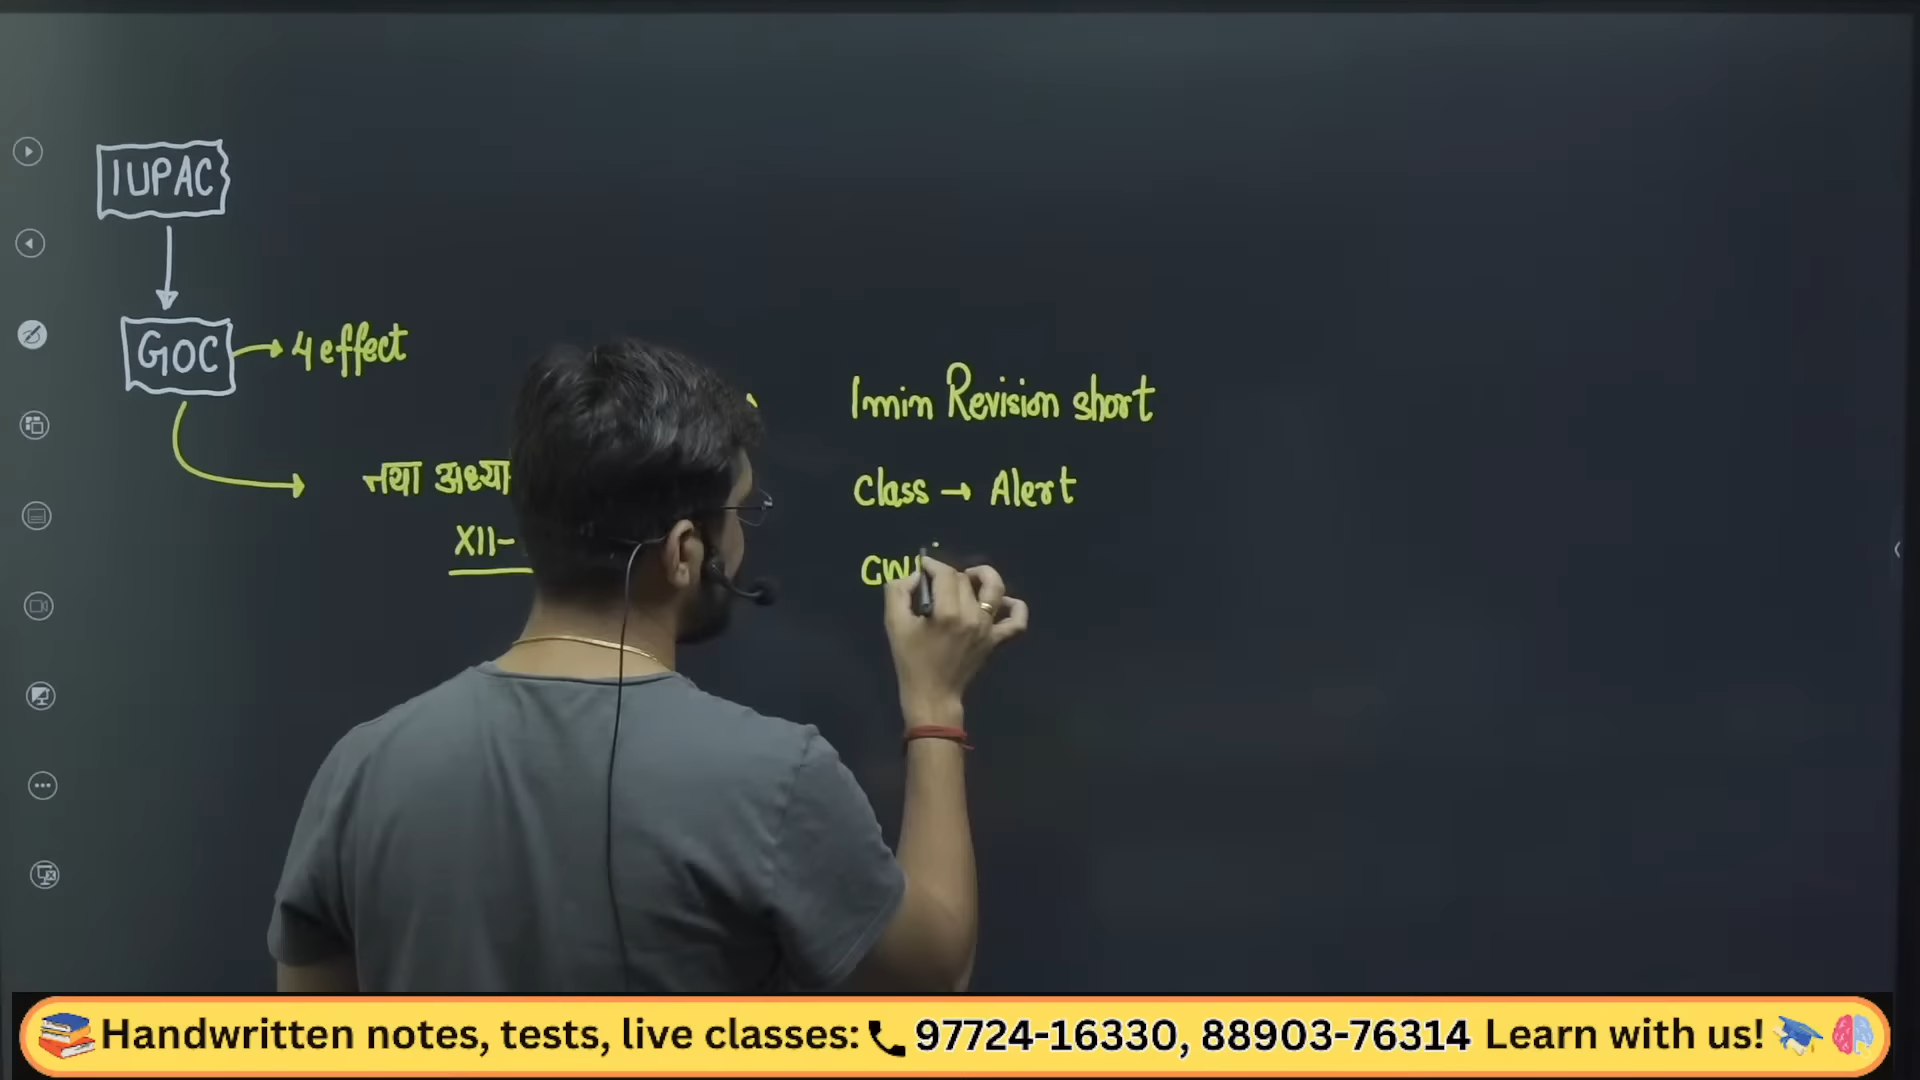 IUPAC
GOC
4 effect
1min Revision short
नया
Class → Alert
XII-
Handwritten notes, tests, live classes: 97724-16330, 88903-76314 Learn with us!